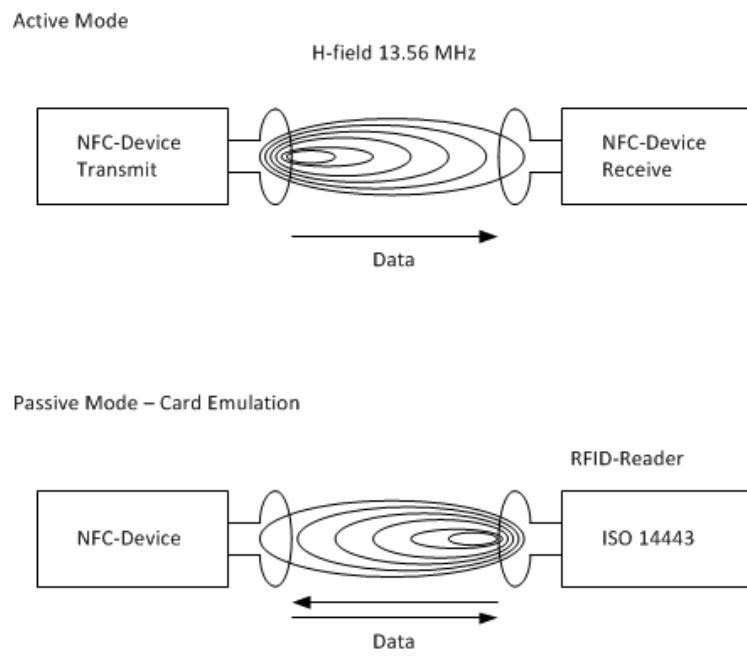 Active Mode
H-field 13.56 MHz
NFC-Device
Transmit
NFC-Device
Receive
Data
Passive Mode – Card Emulation
RFID-Reader
NFC-Device
ISO 14443
Data